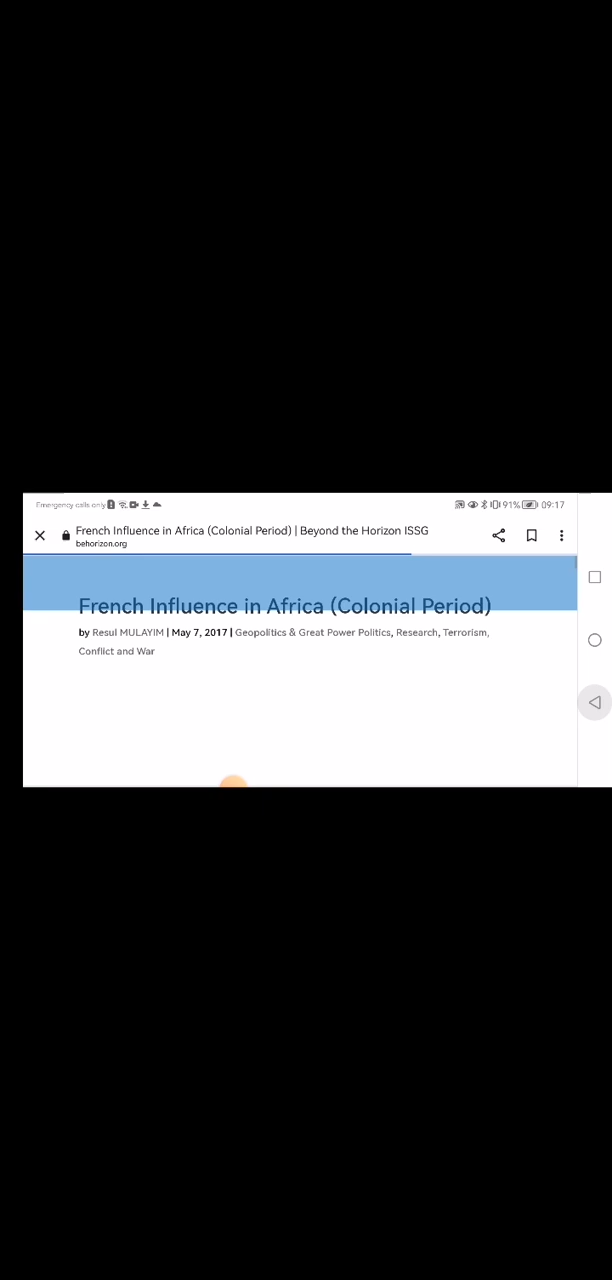 Emergency calls only 91% 09:17
French Influence in Africa (Colonial Period) | Beyond the Horizon ISSG
behorizon.org
French Influence in Africa (Colonial Period)
by Resul MULAYIM | May 7, 2017 | Geopolitics & Great Power Politics, Research, Terrorism,
Conflict and War